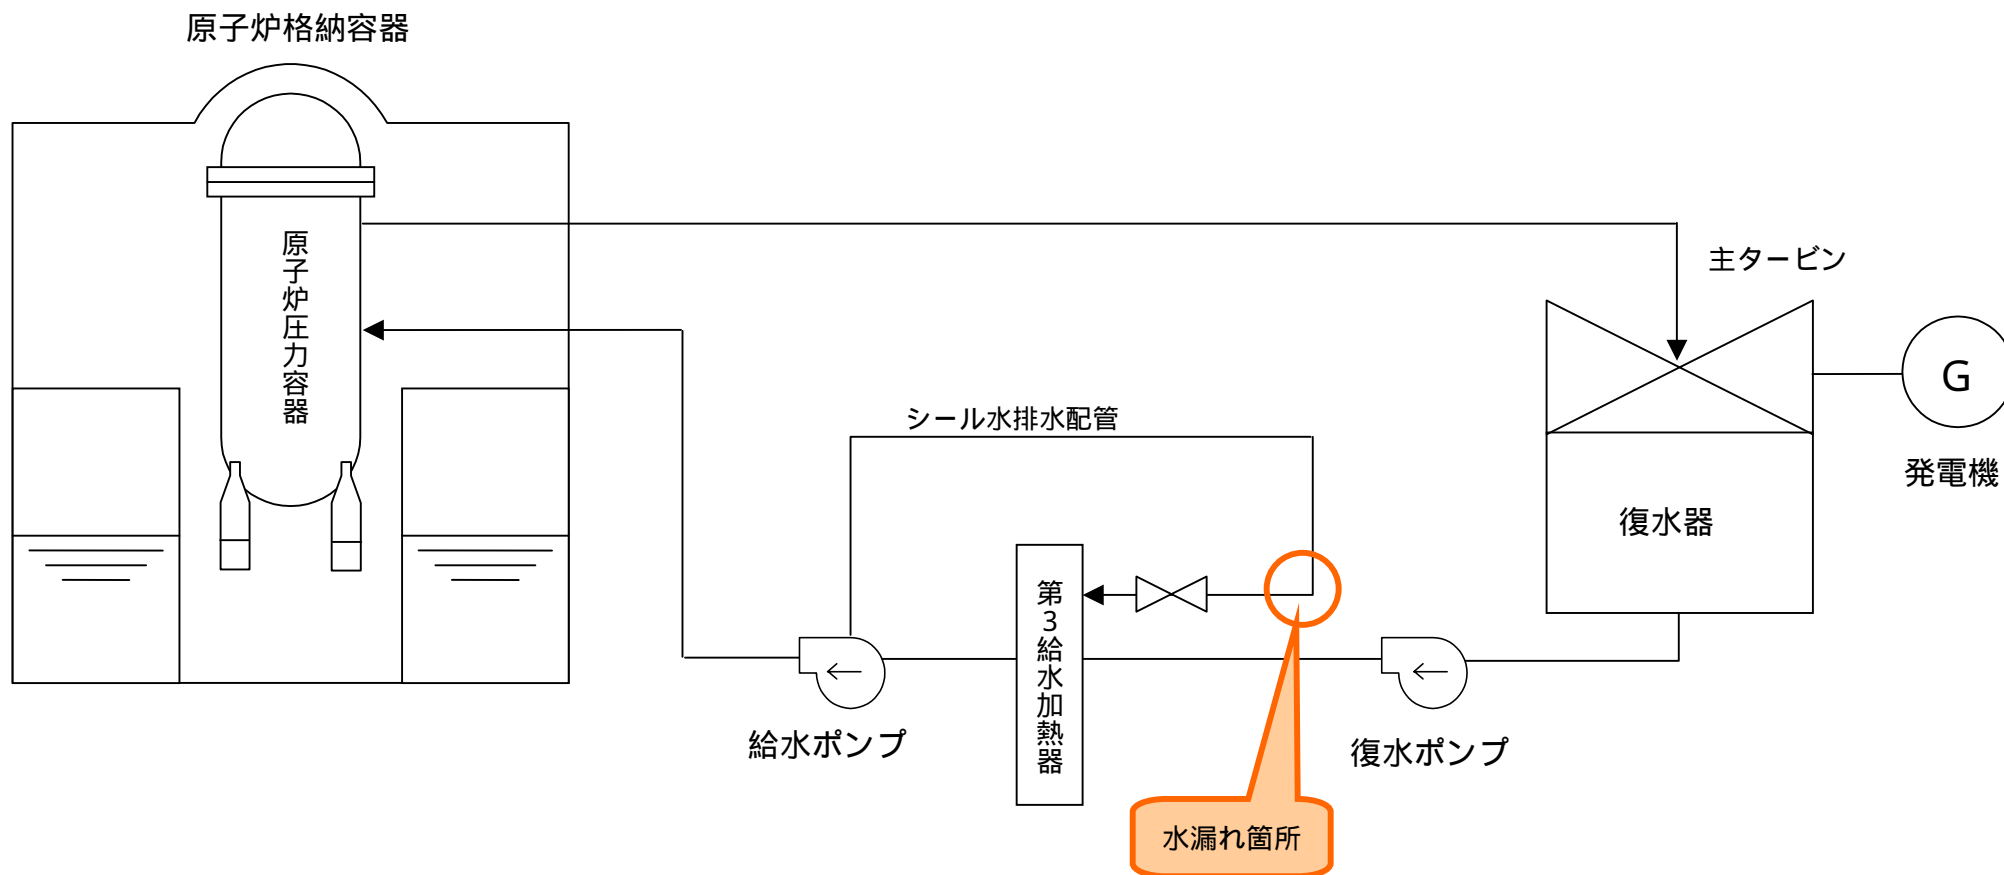 原子炉格納容器
原子炉圧力容器
主タービン
G
発電機
シール水排水配管
復水器
第3給水加熱器
給水ポンプ
復水ポンプ
水漏れ箇所